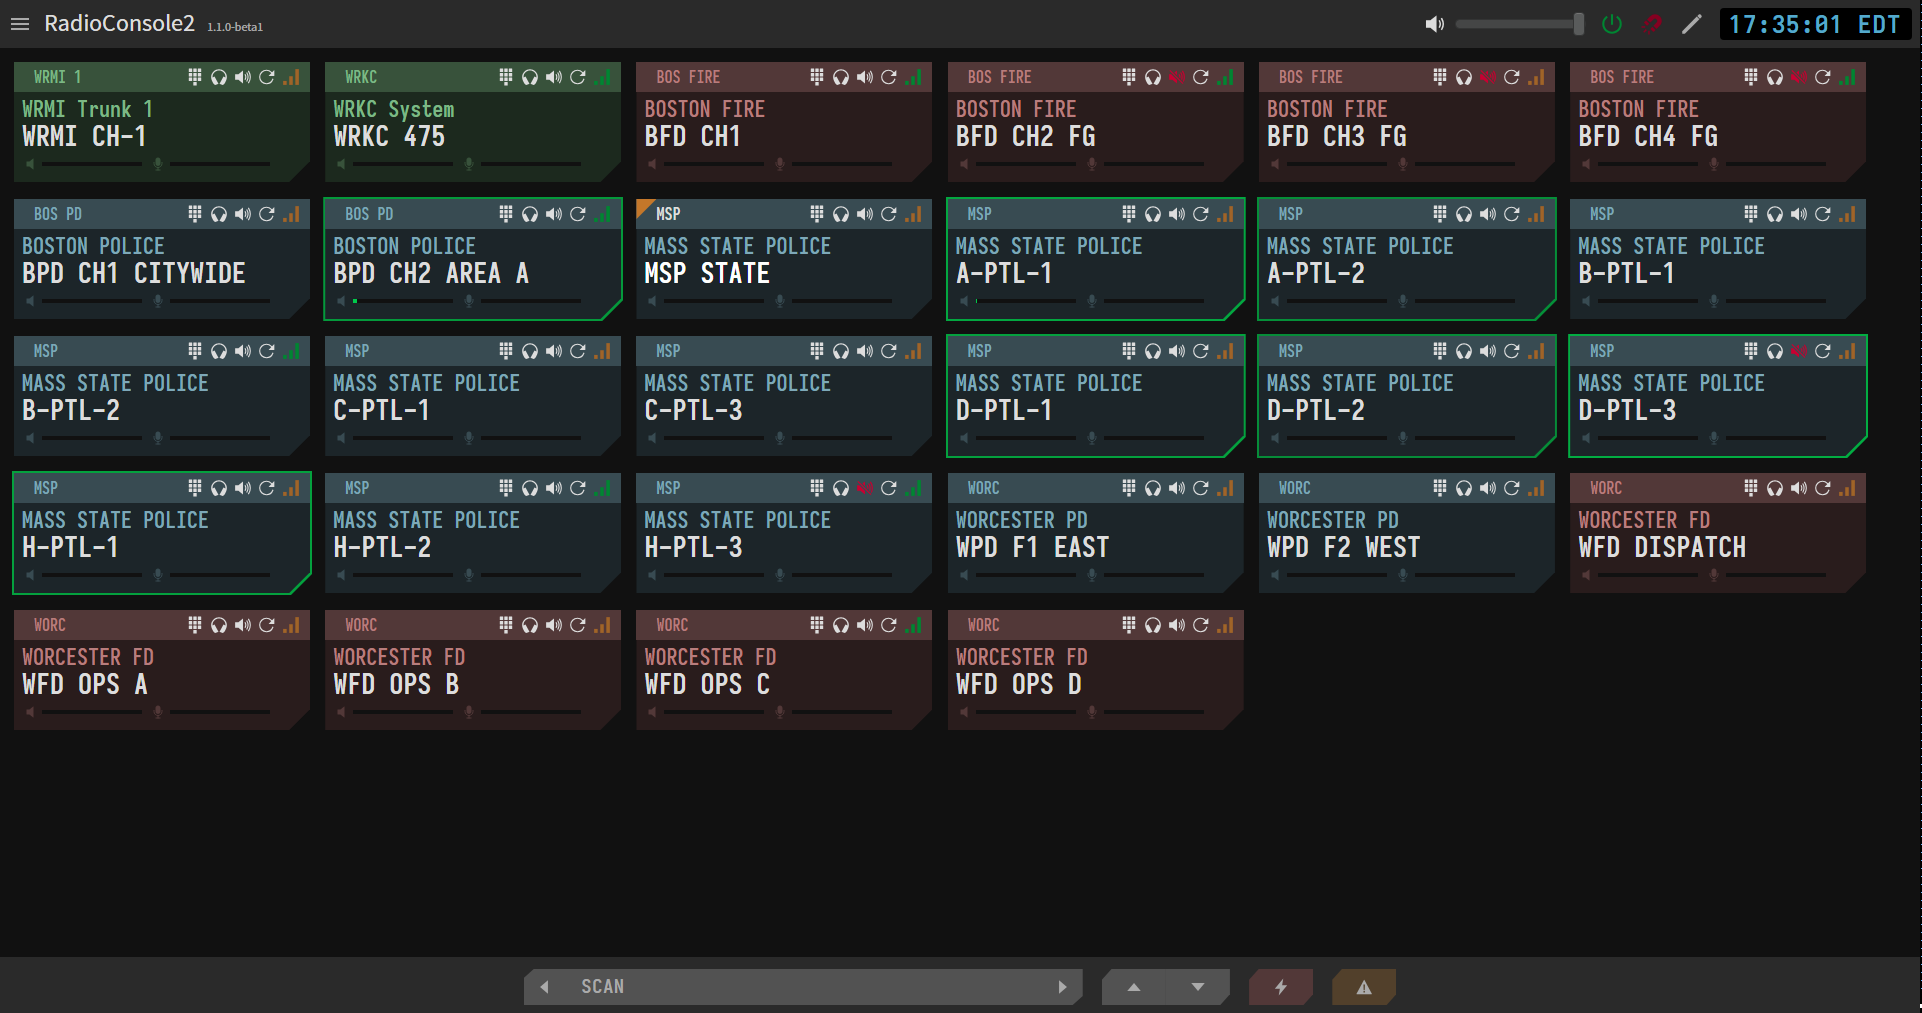 RadioConsole2 1.1.0-beta1
17:35:01 EDT
WRMI 1
WRMI Trunk 1
WRMI CH-1
WRKC
WRKC System
WRKC 475
BOS FIRE
BOSTON FIRE
BFD CH1
BOS FIRE
BOSTON FIRE
BFD CH2 FG
BOS FIRE
BOSTON FIRE
BFD CH3 FG
BOS FIRE
BOSTON FIRE
BFD CH4 FG
BOS PD
BOSTON POLICE
BPD CH1 CITYWIDE
BOS PD
BOSTON POLICE
BPD CH2 AREA A
MSP
MASS STATE POLICE
MSP STATE
MSP
MASS STATE POLICE
A-PTL-1
MSP
MASS STATE POLICE
A-PTL-2
MSP
MASS STATE POLICE
B-PTL-1
MSP
MASS STATE POLICE
B-PTL-2
MSP
MASS STATE POLICE
C-PTL-1
MSP
MASS STATE POLICE
C-PTL-3
MSP
MASS STATE POLICE
D-PTL-1
MSP
MASS STATE POLICE
D-PTL-2
MSP
MASS STATE POLICE
D-PTL-3
MSP
MASS STATE POLICE
H-PTL-1
MSP
MASS STATE POLICE
H-PTL-2
MSP
MASS STATE POLICE
H-PTL-3
WORC
WORCESTER PD
WPD F1 EAST
WORC
WORCESTER PD
WPD F2 WEST
WORC
WORCESTER FD
WFD DISPATCH
WORC
WORCESTER FD
WFD OPS A
WORC
WORCESTER FD
WFD OPS B
WORC
WORCESTER FD
WFD OPS C
WORC
WORCESTER FD
WFD OPS D
SCAN